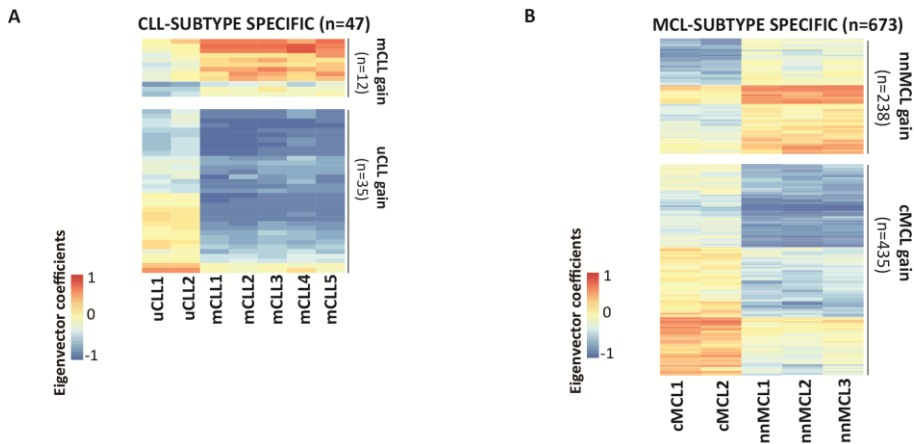 A
CLL-SUBTYPE SPECIFIC (n=47)
mCLL gain
(n=12)
uCLL gain
(n=35)
Eigenvector coefficients
1
0
-1
uCLL1
uCLL2
mCLL1
mCLL2
mCLL3
mCLL4
mCLL5
B
MCL-SUBTYPE SPECIFIC (n=673)
nnMCL gain
(n=238)
cMCL gain
(n=435)
Eigenvector coefficients
1
0
-1
cMCL1
cMCL2
nnMCL1
nnMCL2
nnMCL3